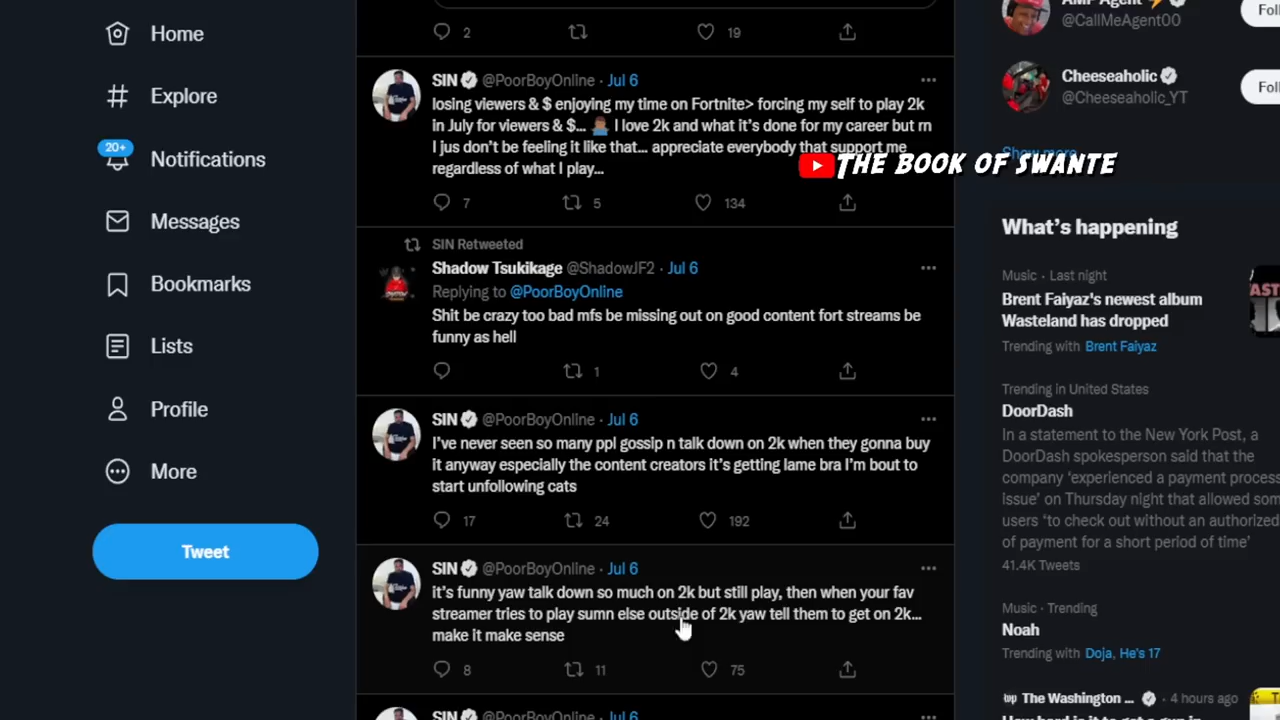 Home
Explore
20+
Notifications
Messages
Bookmarks
Lists
Profile
More
Tweet
2
19
SIN @PoorBoyOnline · Jul 6
losing viewers & $ enjoying my time on Fortnite> forcing my self to play 2k
in July for viewers & $... I love 2k and what it's done for my career but rn
I jus don't be feeling it like that... appreciate everybody that support me
regardless of what I play...
7
5
134
SIN Retweeted
Shadow Tsukikage @ShadowJF2 · Jul 6
Replying to @PoorBoyOnline
Shit be crazy too bad mfs be missing out on good content fort streams be
funny as hell
1
4
SIN @PoorBoyOnline · Jul 6
I've never seen so many ppl gossip n talk down on 2k when they gonna buy
it anyway especially the content creators it's getting lame bra I'm bout to
start unfollowing cats
17
24
192
SIN @PoorBoyOnline · Jul 6
it's funny yaw talk down so much on 2k but still play, then when your fav
streamer tries to play sumn else outside of 2k yaw tell them to get on 2k...
make it make sense
8
11
75
SIN @PoorBoyOnline · Jul 6
AMP Agent
@CallMeAgent00
Fol
Cheeseaholic
@Cheeseaholic_YT
Fol
Show more
THE BOOK OF SWANTE
What's happening
Music · Last night
Brent Faiyaz's newest album
Wasteland has dropped
Trending with Brent Faiyaz
Trending in United States
DoorDash
In a statement to the New York Post, a
DoorDash spokesperson said that the
company 'experienced a payment process
issue' on Thursday night that allowed som
users 'to check out without an authorized
of payment for a short period of time'
41.4K Tweets
Music · Trending
Noah
Trending with Doja, He's 17
The Washington ... · 4 hours ago